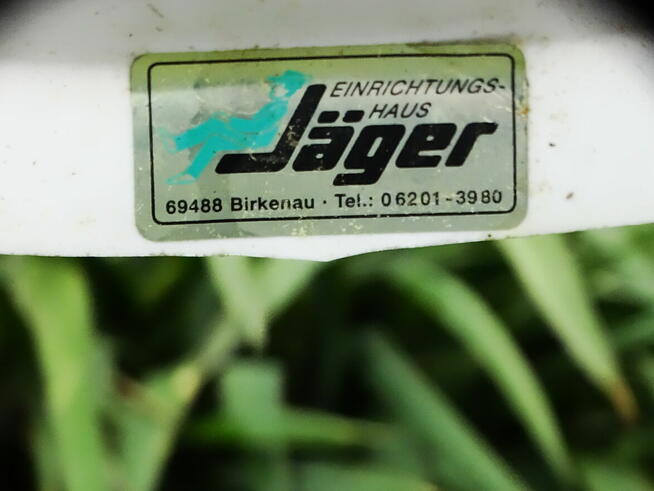 EINRICHTUNGS-
HAUS
Jäger
69488 Birkenau · Tel.: 06201-3980